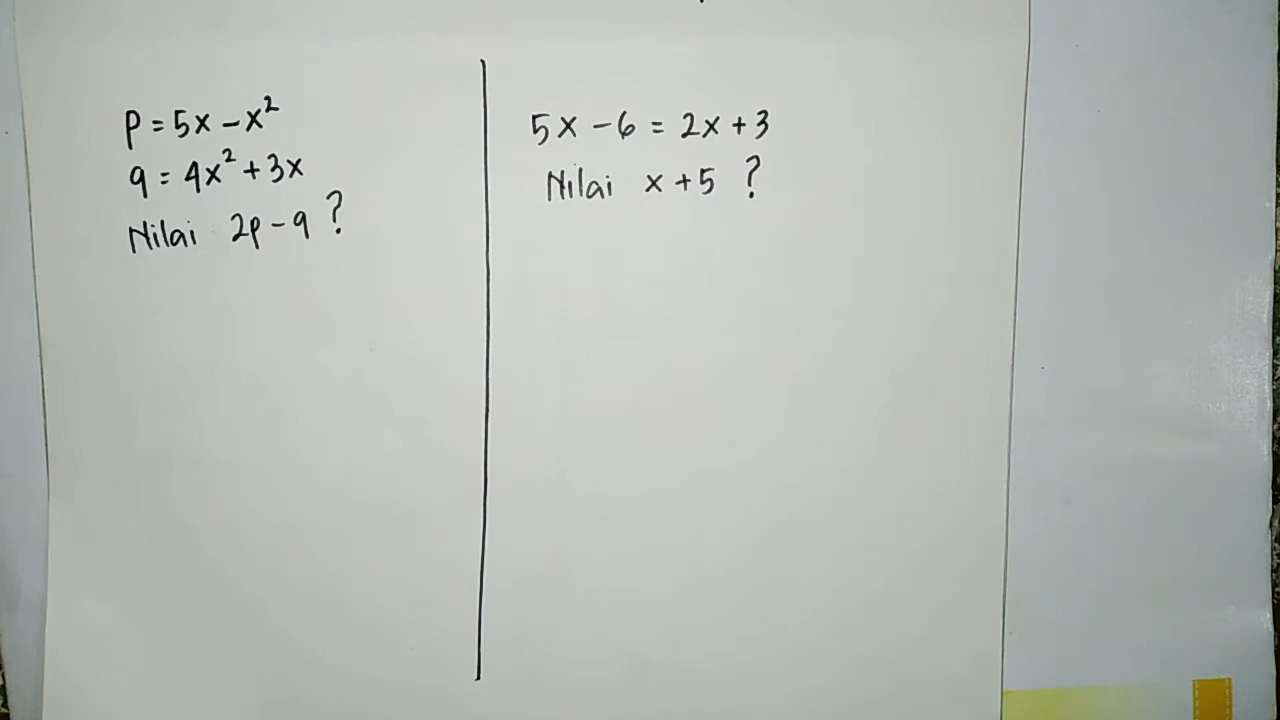 p = 5x - x²
q = 4x² + 3x
Nilai 2p - q ?
5x - 6 = 2x + 3
Nilai x + 5 ?